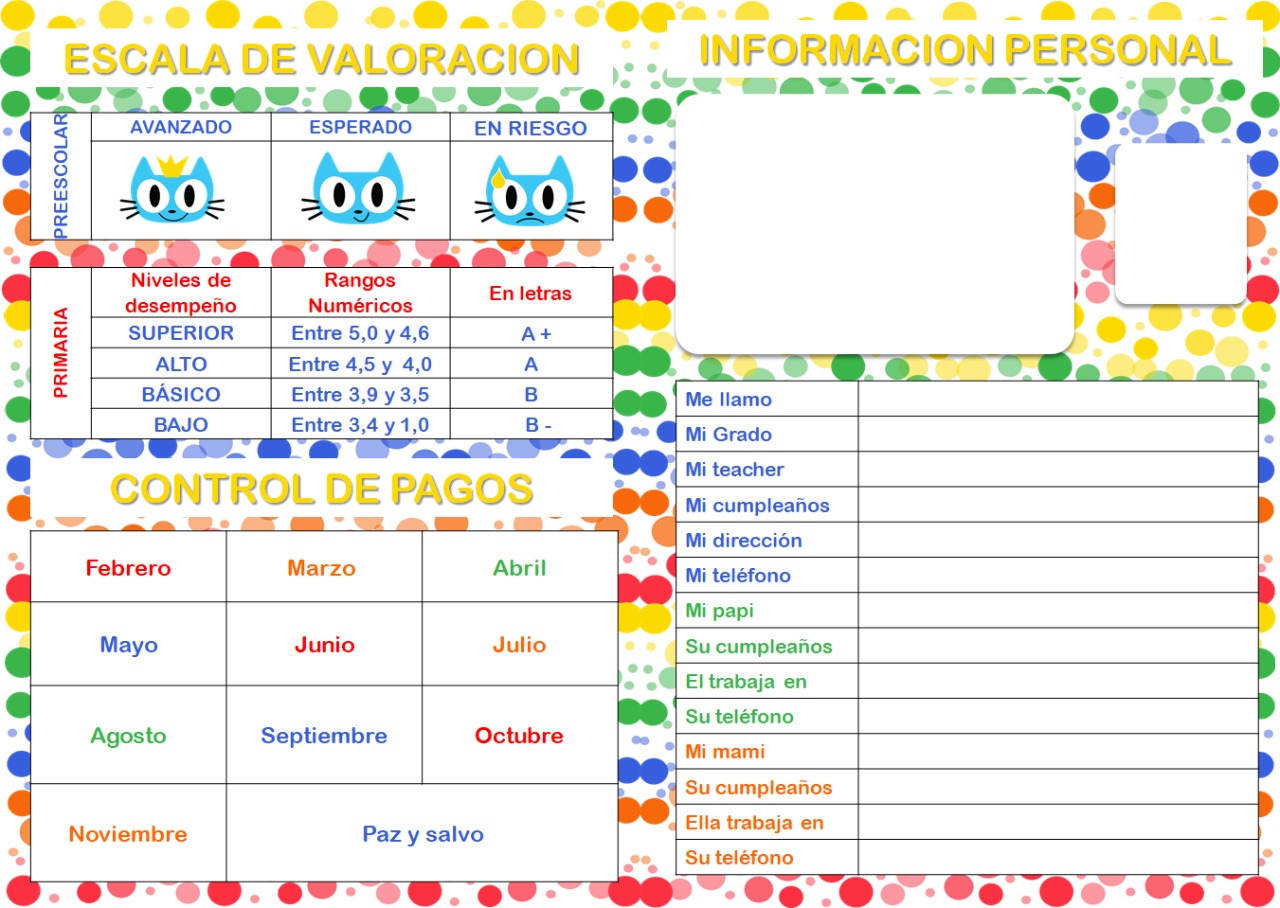 ESCALA DE VALORACION
PREESCOLAR
AVANZADO
ESPERADO
EN RIESGO
PRIMARIA
Niveles de
desempeño
Rangos
Numéricos
En letras
SUPERIOR
Entre 5,0 y 4,6
A +
ALTO
Entre 4,5 y 4,0
A
BÁSICO
Entre 3,9 y 3,5
B
BAJO
Entre 3,4 y 1,0
B -
CONTROL DE PAGOS
Febrero
Marzo
Abril
Mayo
Junio
Julio
Agosto
Septiembre
Octubre
Noviembre
Paz y salvo
INFORMACION PERSONAL
Me llamo
Mi Grado
Mi teacher
Mi cumpleaños
Mi dirección
Mi teléfono
Mi papi
Su cumpleaños
El trabaja en
Su teléfono
Mi mami
Su cumpleaños
Ella trabaja en
Su teléfono